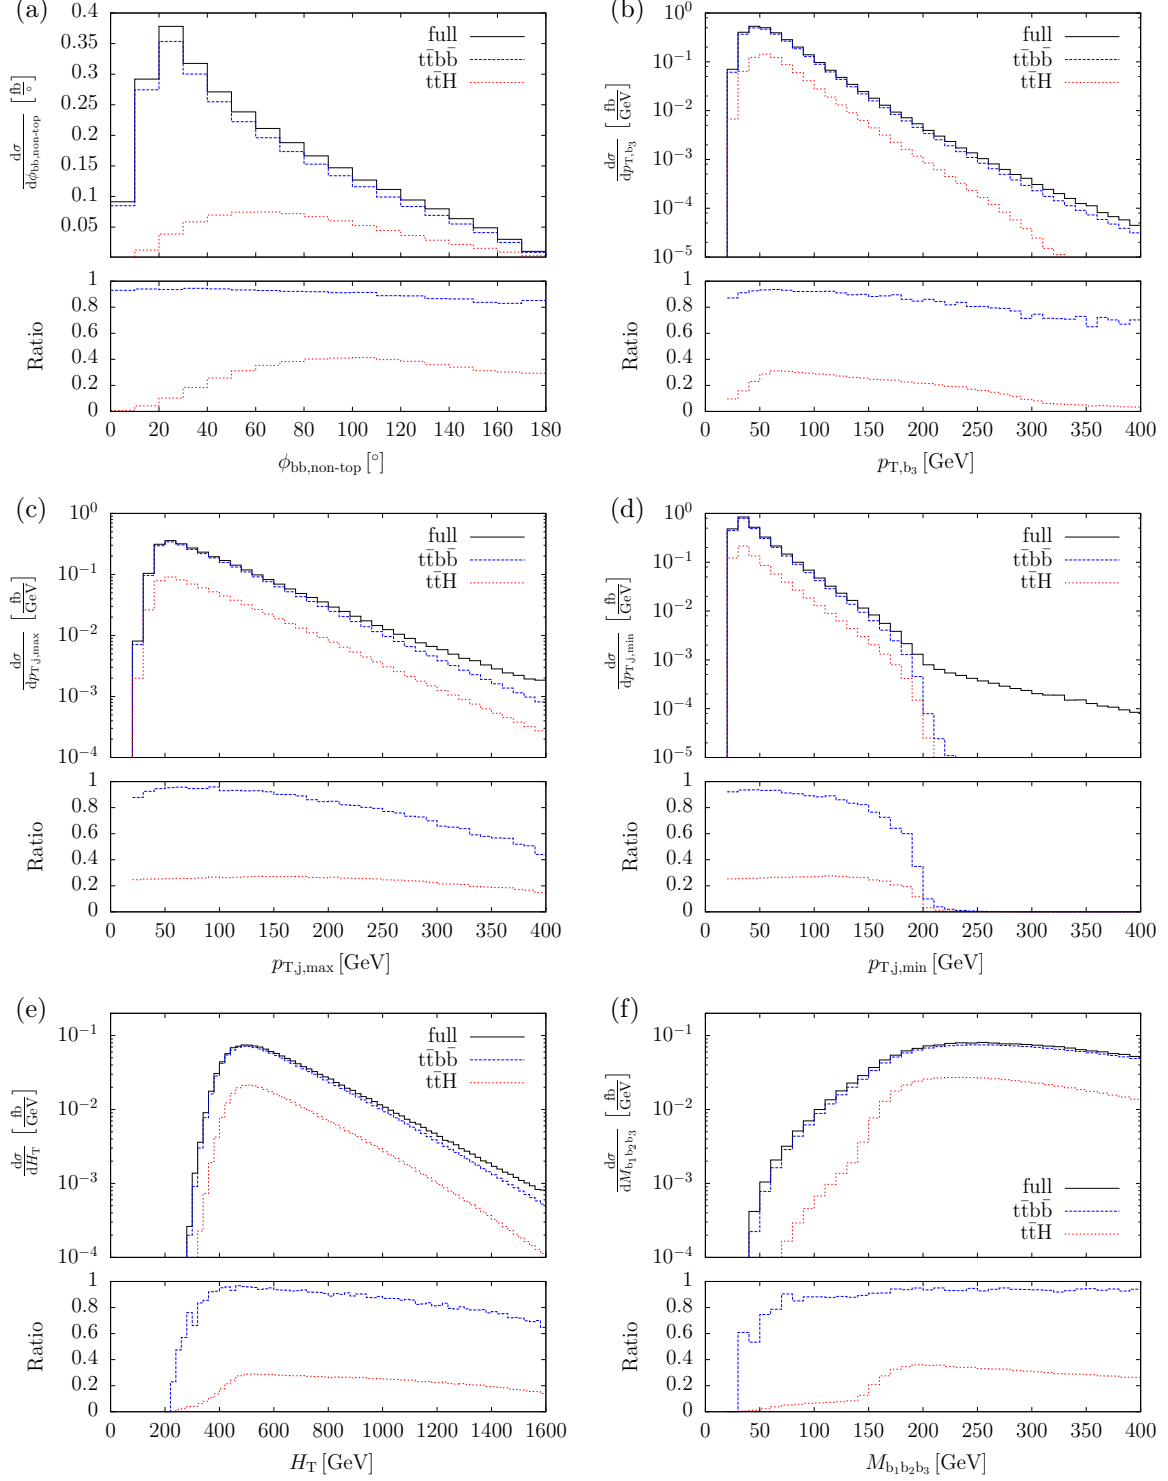 (a)
dσ/dϕbb,non-top [fb/°]
0.4
0.35
0.3
0.25
0.2
0.15
0.1
0.05
full
tt̄bb̄
tt̄H
Ratio
1
0.8
0.6
0.4
0.2
0
0 20 40 60 80 100 120 140 160 180
ϕbb,non-top [°]
(b)
dσ/dpT,b3 [fb/GeV]
10^0
10^−1
10^−2
10^−3
10^−4
10^−5
full
tt̄bb̄
tt̄H
Ratio
1
0.8
0.6
0.4
0.2
0
0 50 100 150 200 250 300 350 400
pT,b3 [GeV]
(c)
dσ/dpT,j,max [fb/GeV]
10^0
10^−1
10^−2
10^−3
10^−4
full
tt̄bb̄
tt̄H
Ratio
1
0.8
0.6
0.4
0.2
0
0 50 100 150 200 250 300 350 400
pT,j,max [GeV]
(d)
dσ/dpT,j,min [fb/GeV]
10^0
10^−1
10^−2
10^−3
10^−4
10^−5
full
tt̄bb̄
tt̄H
Ratio
1
0.8
0.6
0.4
0.2
0
0 50 100 150 200 250 300 350 400
pT,j,min [GeV]
(e)
dσ/dHT [fb/GeV]
10^−1
10^−2
10^−3
10^−4
full
tt̄bb̄
tt̄H
Ratio
1
0.8
0.6
0.4
0.2
0
0 200 400 600 800 1000 1200 1400 1600
HT [GeV]
(f)
dσ/dMb1b2b3 [fb/GeV]
10^−1
10^−2
10^−3
10^−4
full
tt̄bb̄
tt̄H
Ratio
1
0.8
0.6
0.4
0.2
0
0 50 100 150 200 250 300 350 400
Mb1b2b3 [GeV]